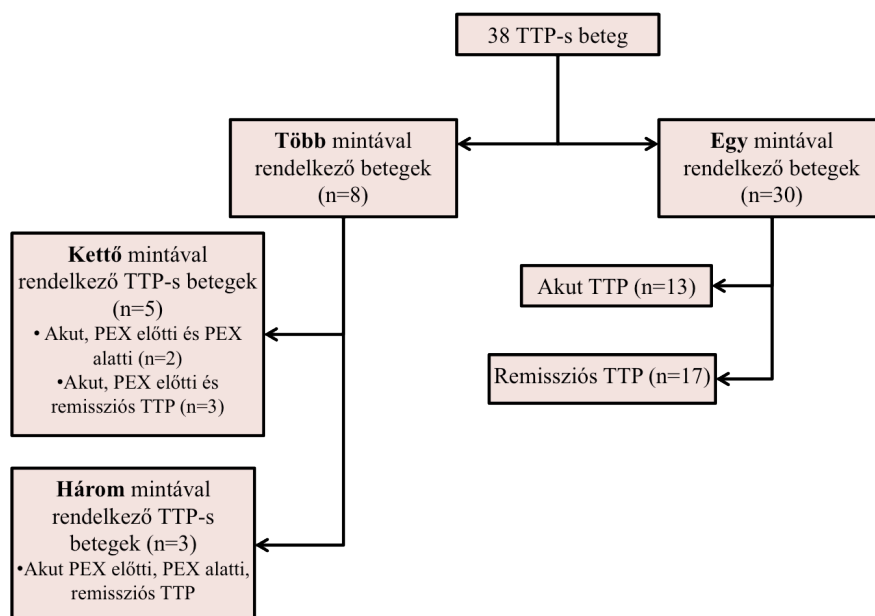 38 TTP-s beteg
Több mintával
rendelkező betegek
(n=8)
Egy mintával
rendelkező betegek
(n=30)
Kettő mintával
rendelkező TTP-s betegek
(n=5)
• Akut, PEX előtti és PEX
alatti (n=2)
•Akut, PEX előtti és
remissziós TTP (n=3)
Akut TTP (n=13)
Remissziós TTP (n=17)
Három mintával
rendelkező TTP-s
betegek (n=3)
•Akut PEX előtti, PEX alatti,
remissziós TTP